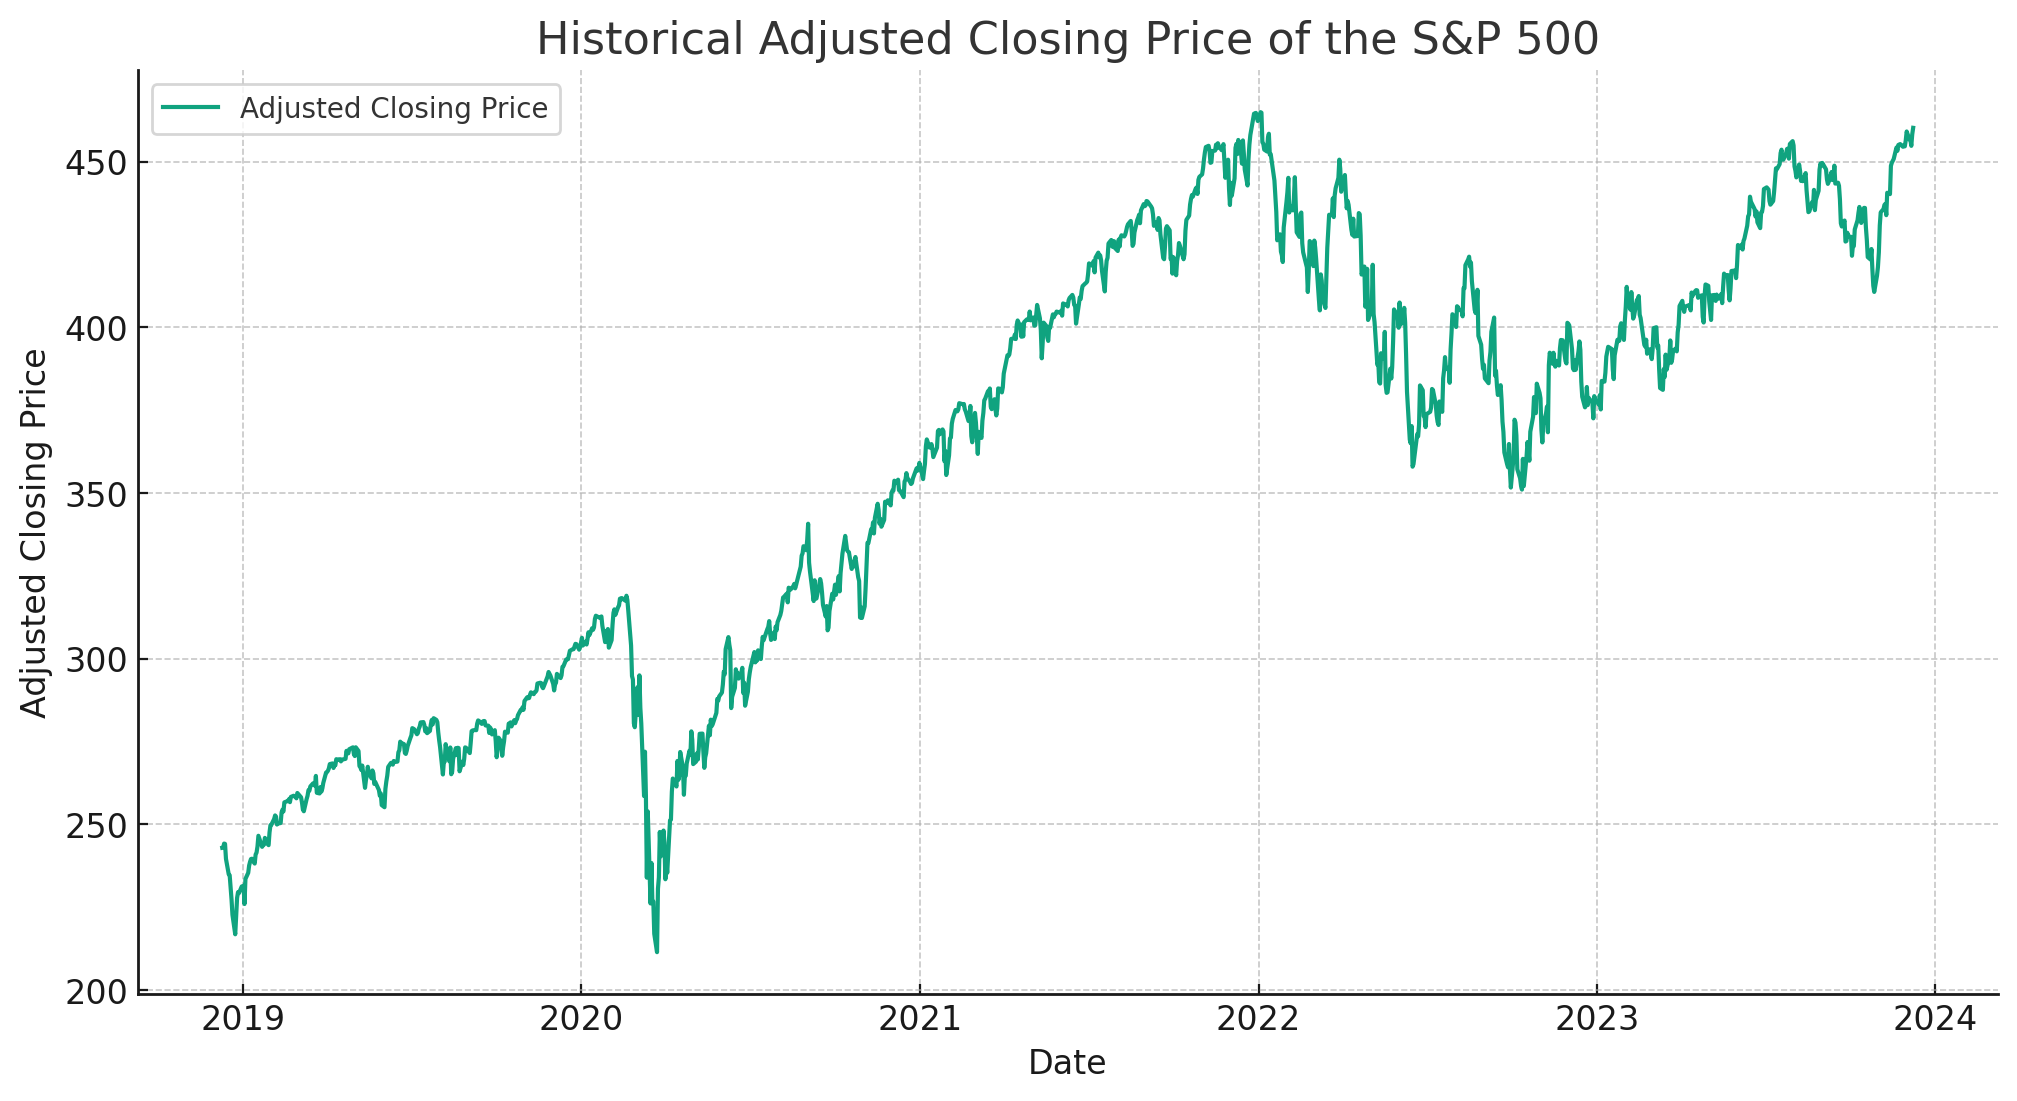 Historical Adjusted Closing Price of the S&P 500
Adjusted Closing Price
450
400
350
300
250
200
Adjusted Closing Price
2019 2020 2021 2022 2023 2024
Date